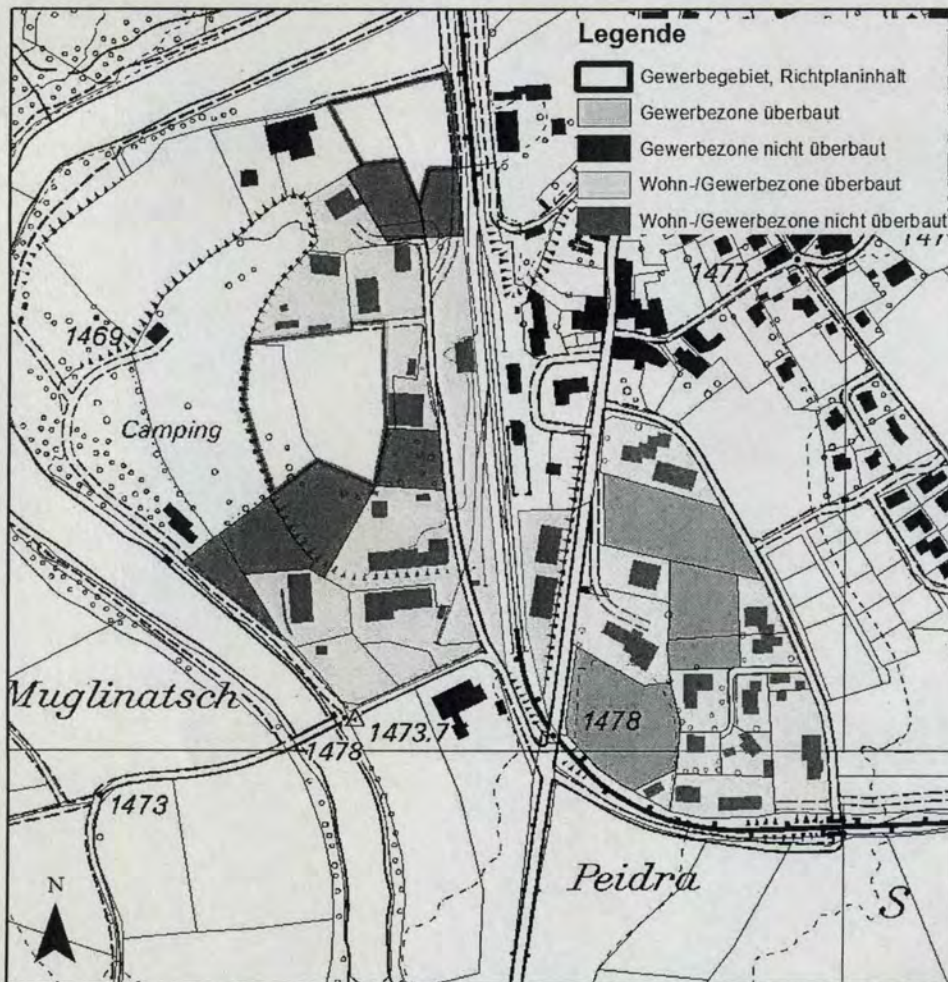 Legende
Gewerbegebiet, Richtplaninhalt
Gewerbezone überbaut
Gewerbezone nicht überbaut
Wohn-/Gewerbezone überbaut
Wohn-/Gewerbezone nicht überbaut
1477
1469
Camping
Muglinatsch
1473.7
1478
1478
1473
Peidra
S
N